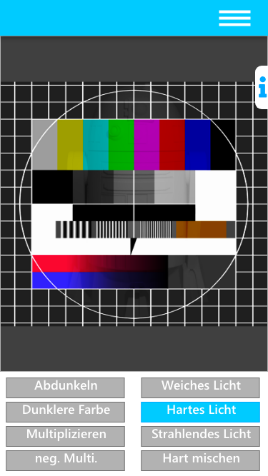 Abdunkeln
Weiches Licht
Dunklere Farbe
Hartes Licht
Multiplizieren
Strahlendes Licht
neg. Multi.
Hart mischen